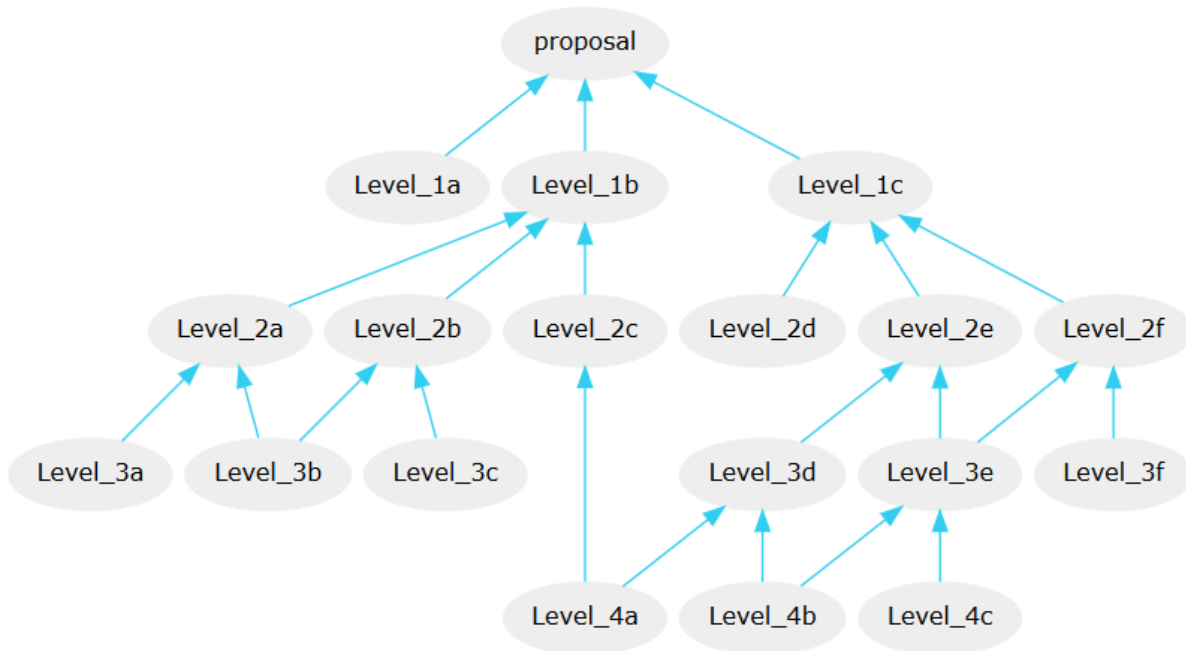 proposal
Level_1a Level_1b Level_1c
Level_2a Level_2b Level_2c Level_2d Level_2e Level_2f
Level_3a Level_3b Level_3c Level_3d Level_3e Level_3f
Level_4a Level_4b Level_4c